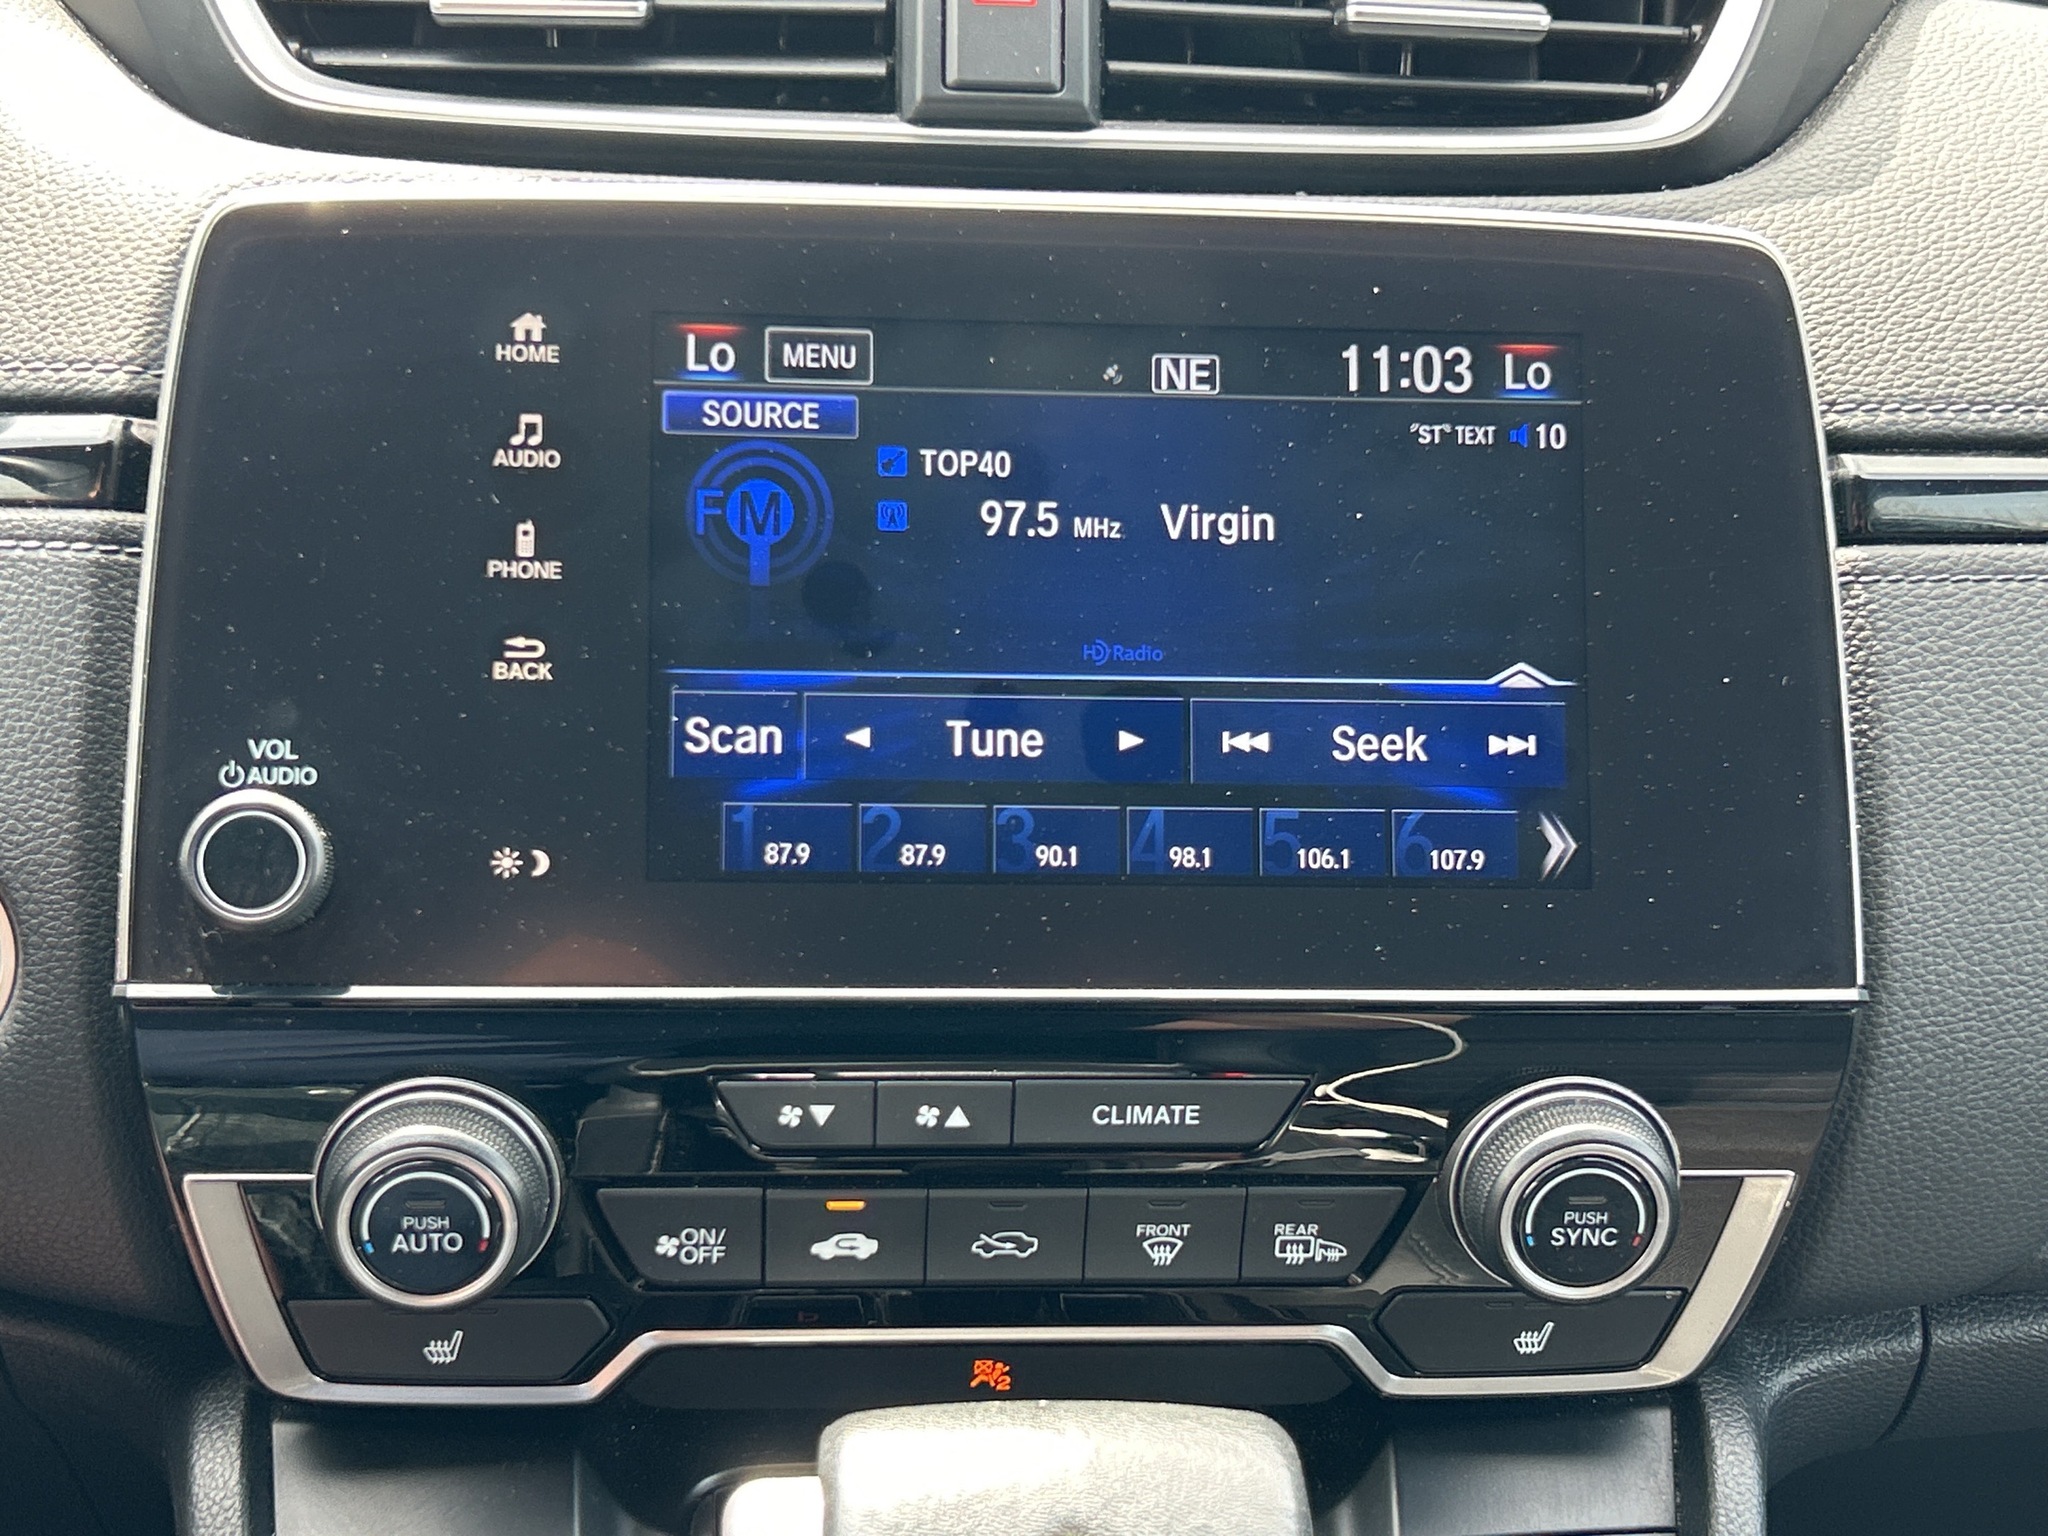 HOME
AUDIO
PHONE
BACK
VOL
AUDIO
Lo MENU NE 11:03 Lo
SOURCE
"ST" TEXT 10
FM
TOP40
97.5 MHz Virgin
HD Radio
Scan Tune Seek
1 87.9 2 87.9 3 90.1 4 98.1 5 106.1 6 107.9
CLIMATE
PUSH
AUTO
ON/
OFF
FRONT
REAR
PUSH
SYNC
2